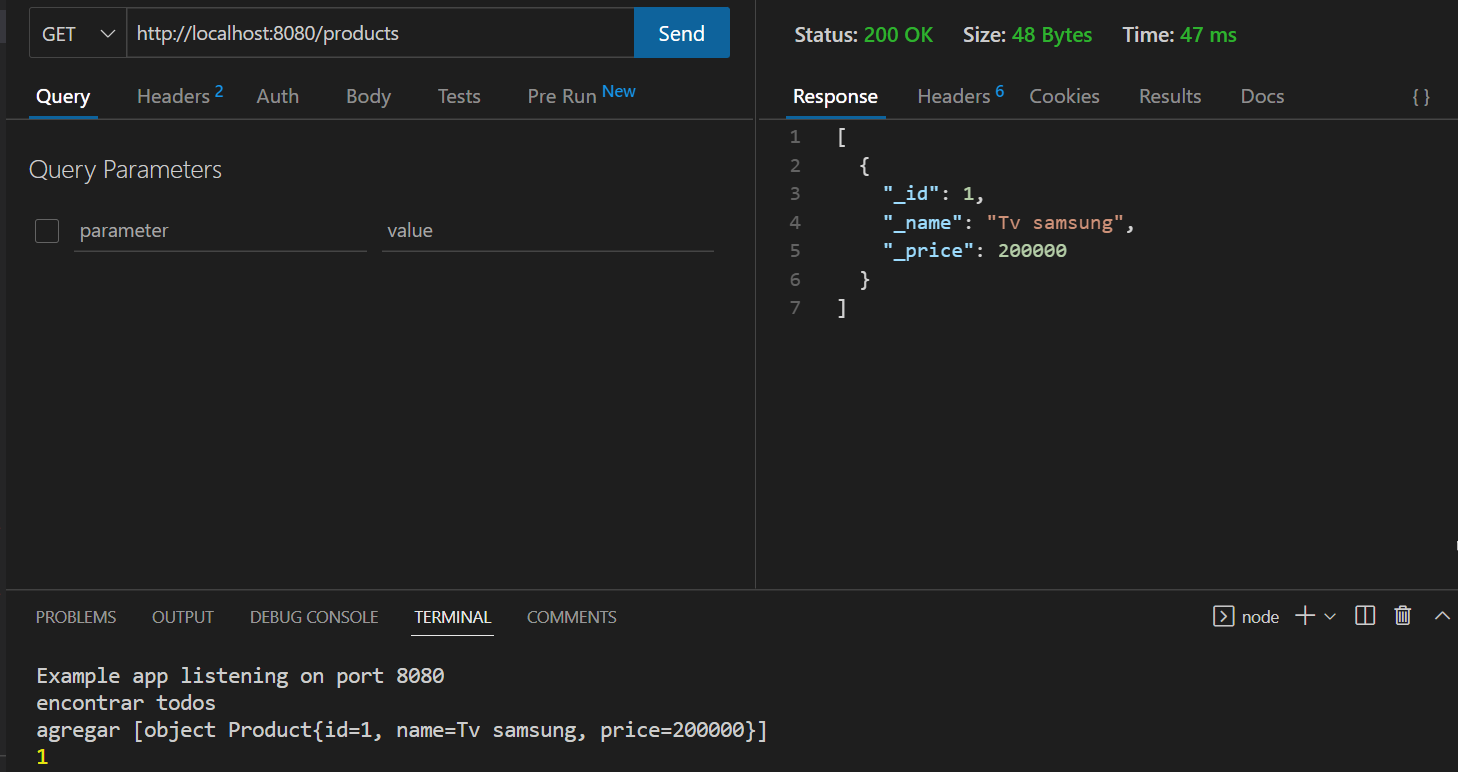 GET http://localhost:8080/products Send
Query Headers 2 Auth Body Tests Pre Run New
Query Parameters
parameter value
Status: 200 OK Size: 48 Bytes Time: 47 ms
Response Headers 6 Cookies Results Docs { }
1 [
2 {
3 "_id": 1,
4 "_name": "Tv samsung",
5 "_price": 200000
6 }
7 ]
PROBLEMS OUTPUT DEBUG CONSOLE TERMINAL COMMENTS node
Example app listening on port 8080
encontrar todos
agregar [object Product{id=1, name=Tv samsung, price=200000}]
1